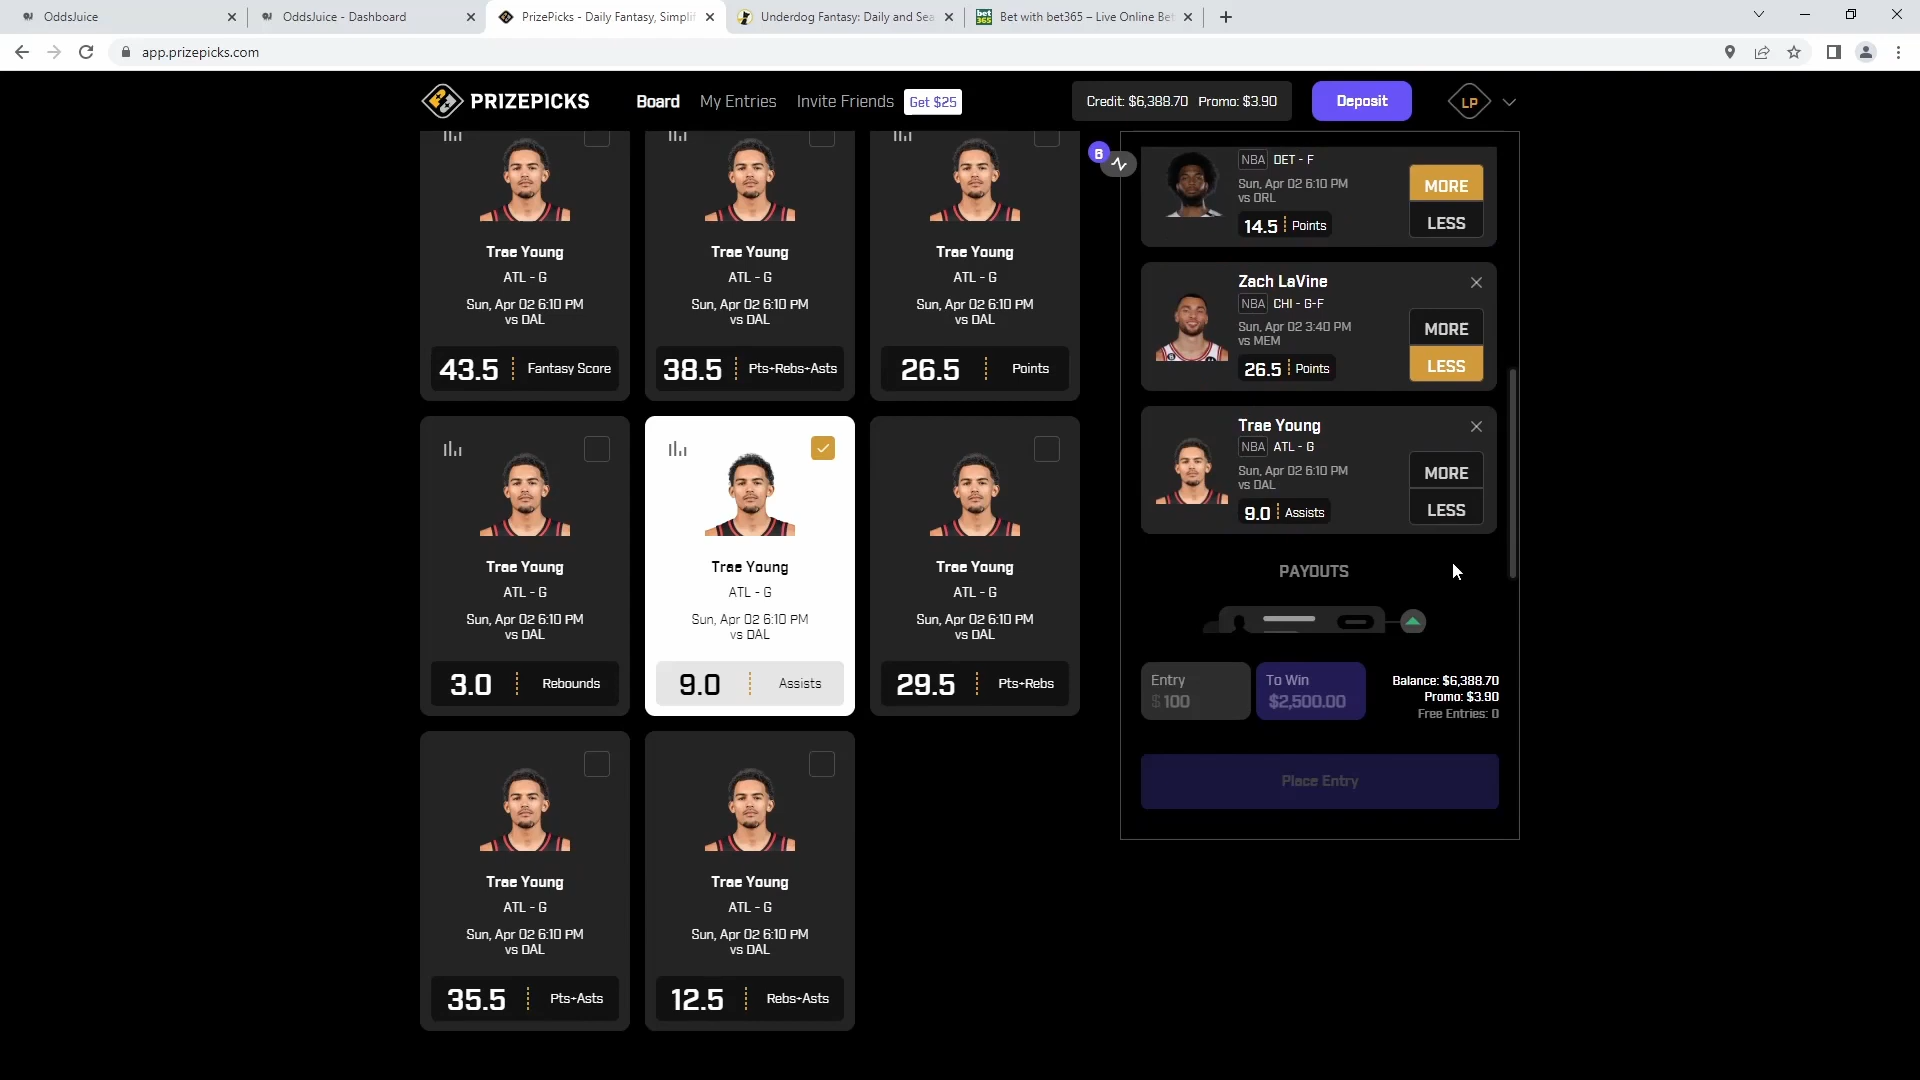 OddsJuice
OddsJuice - Dashboard
PrizePicks - Daily Fantasy, Simplif
Underdog Fantasy: Daily and Sea
bet365
Bet with bet365 – Live Online Bet
app.prizepicks.com
PRIZEPICKS
Board
My Entries
Invite Friends
Get $25
Credit: $6,388.70 Promo: $3.90
Deposit
LP
Trae Young
ATL - G
Sun, Apr 02 6:10 PM
vs DAL
43.5 Fantasy Score
Trae Young
ATL - G
Sun, Apr 02 6:10 PM
vs DAL
38.5 Pts+Rebs+Asts
Trae Young
ATL - G
Sun, Apr 02 6:10 PM
vs DAL
26.5 Points
Trae Young
ATL - G
Sun, Apr 02 6:10 PM
vs DAL
3.0 Rebounds
Trae Young
ATL - G
Sun, Apr 02 6:10 PM
vs DAL
9.0 Assists
Trae Young
ATL - G
Sun, Apr 02 6:10 PM
vs DAL
29.5 Pts+Rebs
Trae Young
ATL - G
Sun, Apr 02 6:10 PM
vs DAL
35.5 Pts+Asts
Trae Young
ATL - G
Sun, Apr 02 6:10 PM
vs DAL
12.5 Rebs+Asts
6
NBA DET - F
Sun, Apr 02 6:10 PM
vs ORL
14.5 Points
MORE
LESS
Zach LaVine
NBA CHI - G-F
Sun, Apr 02 3:40 PM
vs MEM
26.5 Points
MORE
LESS
Trae Young
NBA ATL - G
Sun, Apr 02 6:10 PM
vs DAL
9.0 Assists
MORE
LESS
PAYOUTS
Entry
$ 100
To Win
$2,500.00
Balance: $6,388.70
Promo: $3.90
Free Entries: 0
Place Entry